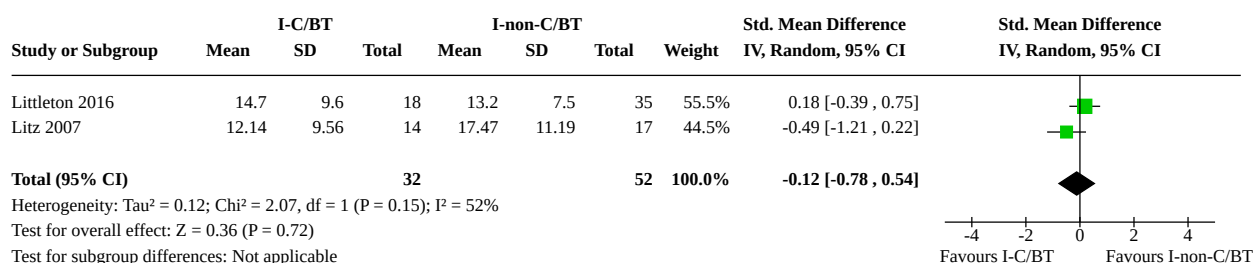 I-C/BT I-non-C/BT Std. Mean Difference Std. Mean Difference
Study or Subgroup Mean SD Total Mean SD Total Weight IV, Random, 95% CI IV, Random, 95% CI
Littleton 2016 14.7 9.6 18 13.2 7.5 35 55.5% 0.18 [-0.39 , 0.75]
Litz 2007 12.14 9.56 14 17.47 11.19 17 44.5% -0.49 [-1.21 , 0.22]
Total (95% CI) 32 52 100.0% -0.12 [-0.78 , 0.54]
Heterogeneity: Tau² = 0.12; Chi² = 2.07, df = 1 (P = 0.15); I² = 52%
Test for overall effect: Z = 0.36 (P = 0.72)
-4 -2 0 2 4
Test for subgroup differences: Not applicable Favours I-C/BT Favours I-non-C/BT